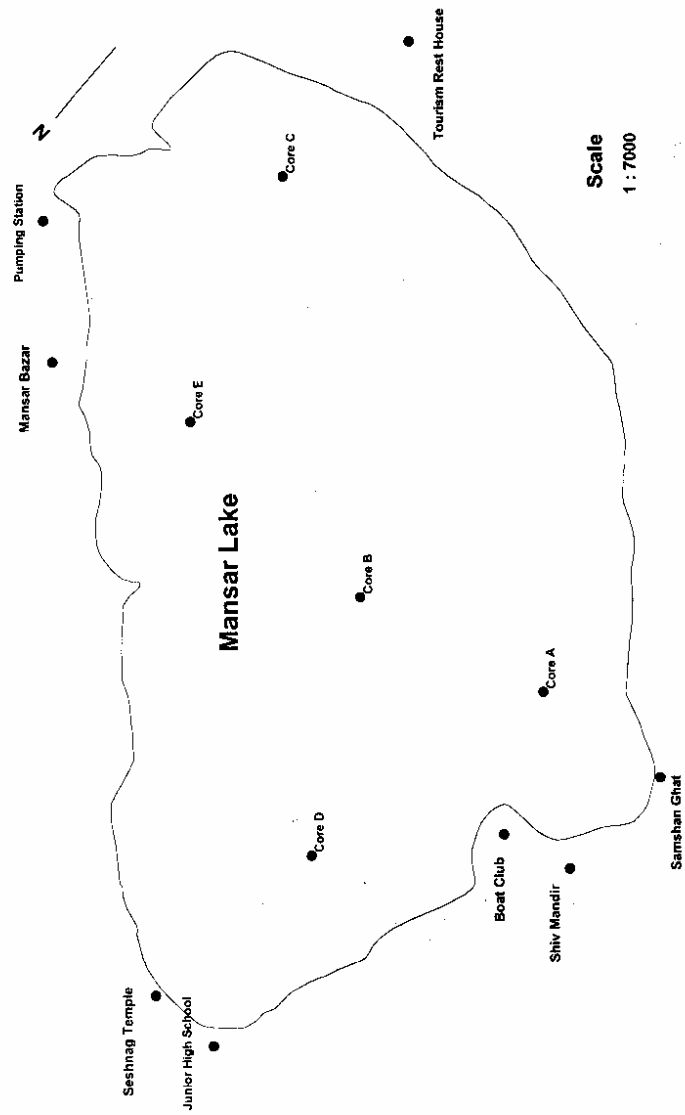 N
Pumping Station
Mansar Bazar
Tourism Rest House
Core C
Core E
Scale
1 : 7000
Mansar Lake
Core B
Core A
Core D
Boat Club
Shiv Mandir
Samshan Ghat
Seshnag Temple
Junior High School